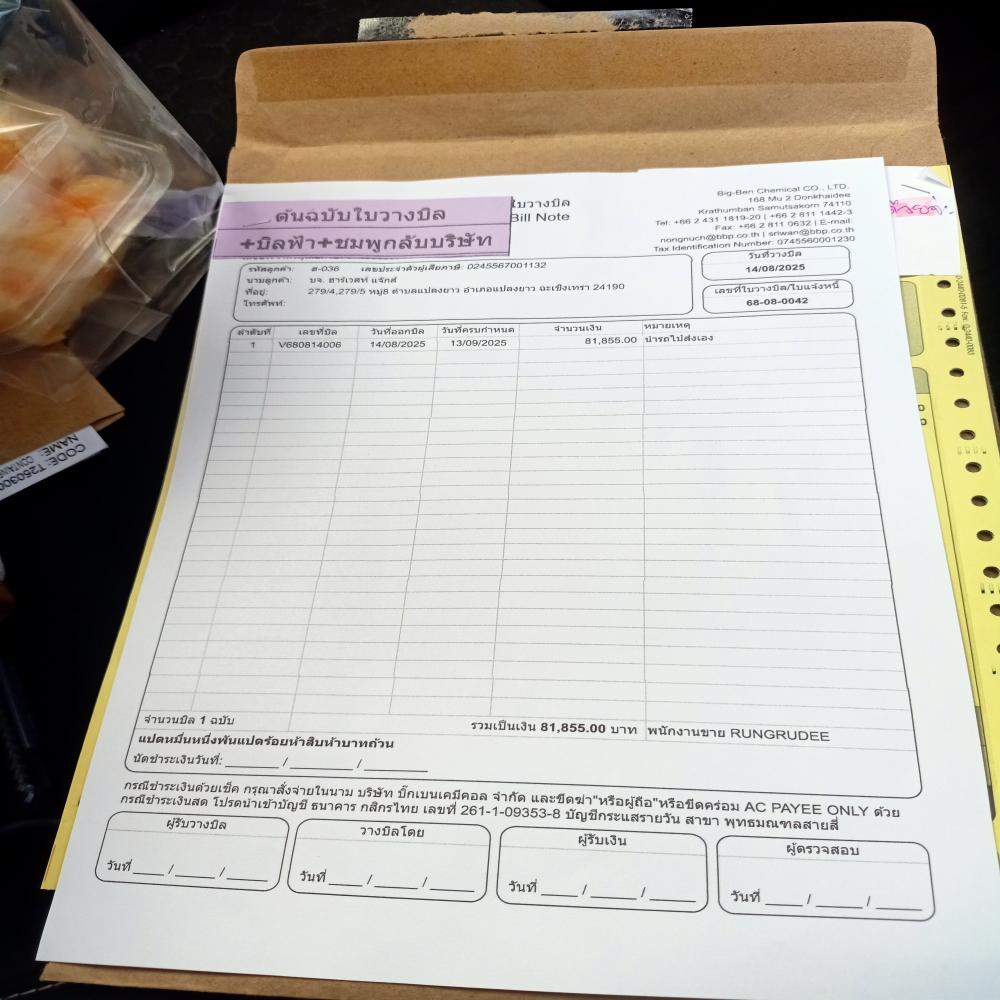 ต้นฉบับใบวางบิล
+บิลฟ้า+ชมพูกลับบริษัท
ใบวางบิล
Bill Note
Big-Ben Chemical CO., LTD.
168 Mu 2 Donkhaidee
Krathumban Samutsakorn 74110
Tel: +66 2 431 1819-20 | +66 2 811 1442-3
Fax: +66 2 811 0632 | E-mail:
nongnuch@bbp.co.th | sriwan@bbp.co.th
Tax Identification Number: 0745560001230
รหัสลูกค้า: ฮ-036 เลขประจำตัวผู้เสียภาษี: 0245567001132
นามลูกค้า: บจ. ฮาร์เวสท์ แจ๊กส์
ที่อยู่: 279/4,279/5 หมู่8 ตำบลแปลงยาว อำเภอแปลงยาว ฉะเชิงเทรา 24190
โทรศัพท์:
วันที่วางบิล
14/08/2025
เลขที่ใบวางบิล/ใบแจ้งหนี้
68-08-0042
ลำดับที่ เลขที่บิล วันที่ออกบิล วันที่ครบกำหนด จำนวนเงิน หมายเหตุ
1 V680814006 14/08/2025 13/09/2025 81,855.00 นำรถไปส่งเอง
จำนวนบิล 1 ฉบับ รวมเป็นเงิน 81,855.00 บาท พนักงานขาย RUNGRUDEE
แปดหมื่นหนึ่งพันแปดร้อยห้าสิบห้าบาทถ้วน
นัดชำระเงินวันที่: ______ / ______ / ______
กรณีชำระเงินด้วยเช็ค กรุณาสั่งจ่ายในนาม บริษัท บิ๊กเบนเคมีคอล จำกัด และขีดฆ่า"หรือผู้ถือ"หรือขีดคร่อม AC PAYEE ONLY ด้วย
กรณีชำระเงินสด โปรดนำเข้าบัญชี ธนาคาร กสิกรไทย เลขที่ 261-1-09353-8 บัญชีกระแสรายวัน สาขา พุทธมณฑลสายสี่
ผู้รับวางบิล วางบิลโดย ผู้รับเงิน ผู้ตรวจสอบ
วันที่ ____ / ____ / ____ วันที่ ____ / ____ / ____ วันที่ ____ / ____ / ____ วันที่ ____ / ____ / ____
CODE: T260300
NAME: